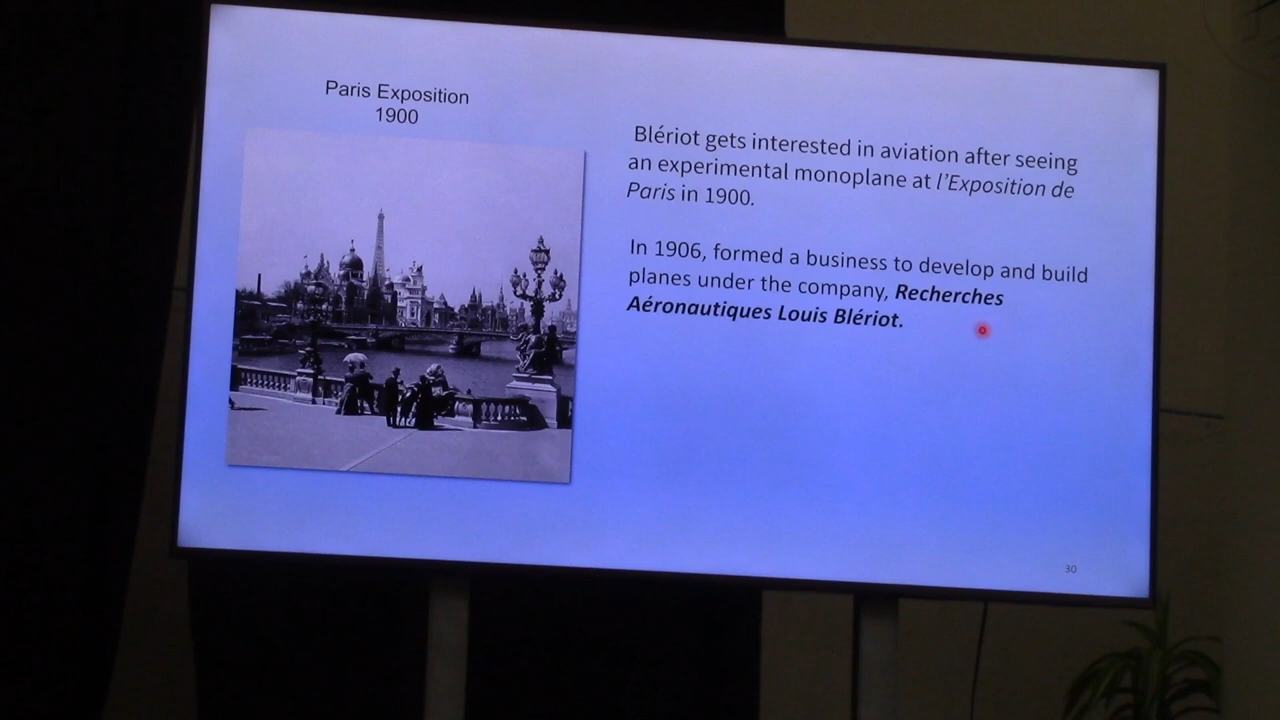 Paris Exposition
1900
Blériot gets interested in aviation after seeing
an experimental monoplane at l'Exposition de
Paris in 1900.
In 1906, formed a business to develop and build
planes under the company, Recherches
Aéronautiques Louis Blériot.
30